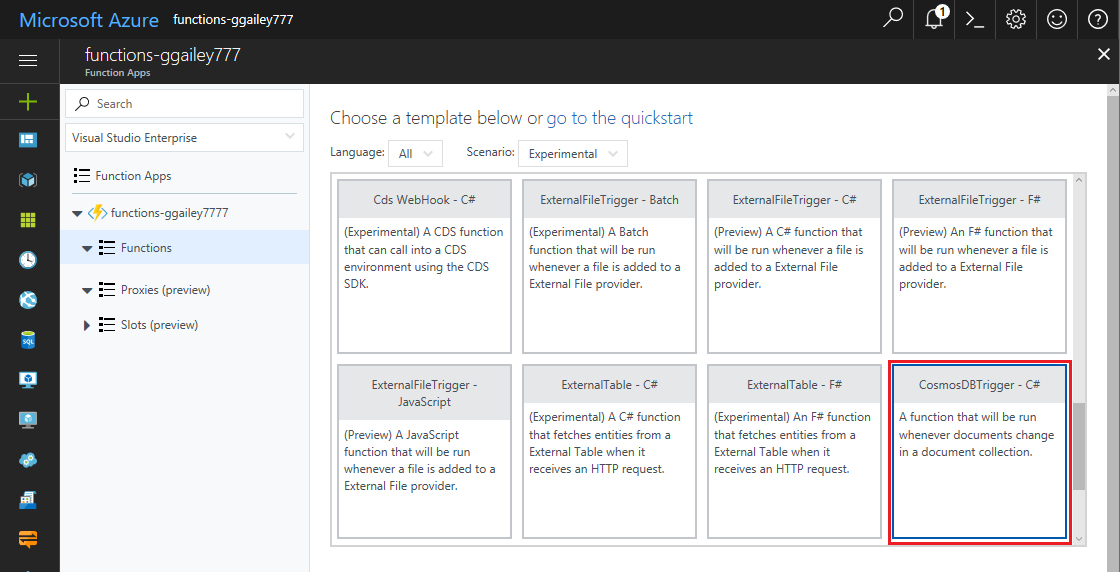 Microsoft Azure functions-ggailey777
1
functions-ggailey777
Function Apps
Search
Visual Studio Enterprise
Function Apps
functions-ggailey7777
Functions
Proxies (preview)
Slots (preview)
Choose a template below or go to the quickstart
Language: All Scenario: Experimental
Cds WebHook - C#
(Experimental) A CDS function
that can call into a CDS
environment using the CDS
SDK.
ExternalFileTrigger - Batch
(Experimental) A Batch
function that will be run
whenever a file is added to a
External File provider.
ExternalFileTrigger - C#
(Preview) A C# function that
will be run whenever a file is
added to a External File
provider.
ExternalFileTrigger - F#
(Preview) An F# function that
will be run whenever a file is
added to a External File
provider.
ExternalFileTrigger -
JavaScript
(Preview) A JavaScript
function that will be run
whenever a file is added to a
External File provider.
ExternalTable - C#
(Experimental) A C# function
that fetches entities from a
External Table when it
receives an HTTP request.
ExternalTable - F#
(Experimental) An F# function
that fetches entities from a
External Table when it
receives an HTTP request.
CosmosDBTrigger - C#
A function that will be run
whenever documents change
in a document collection.
SQL